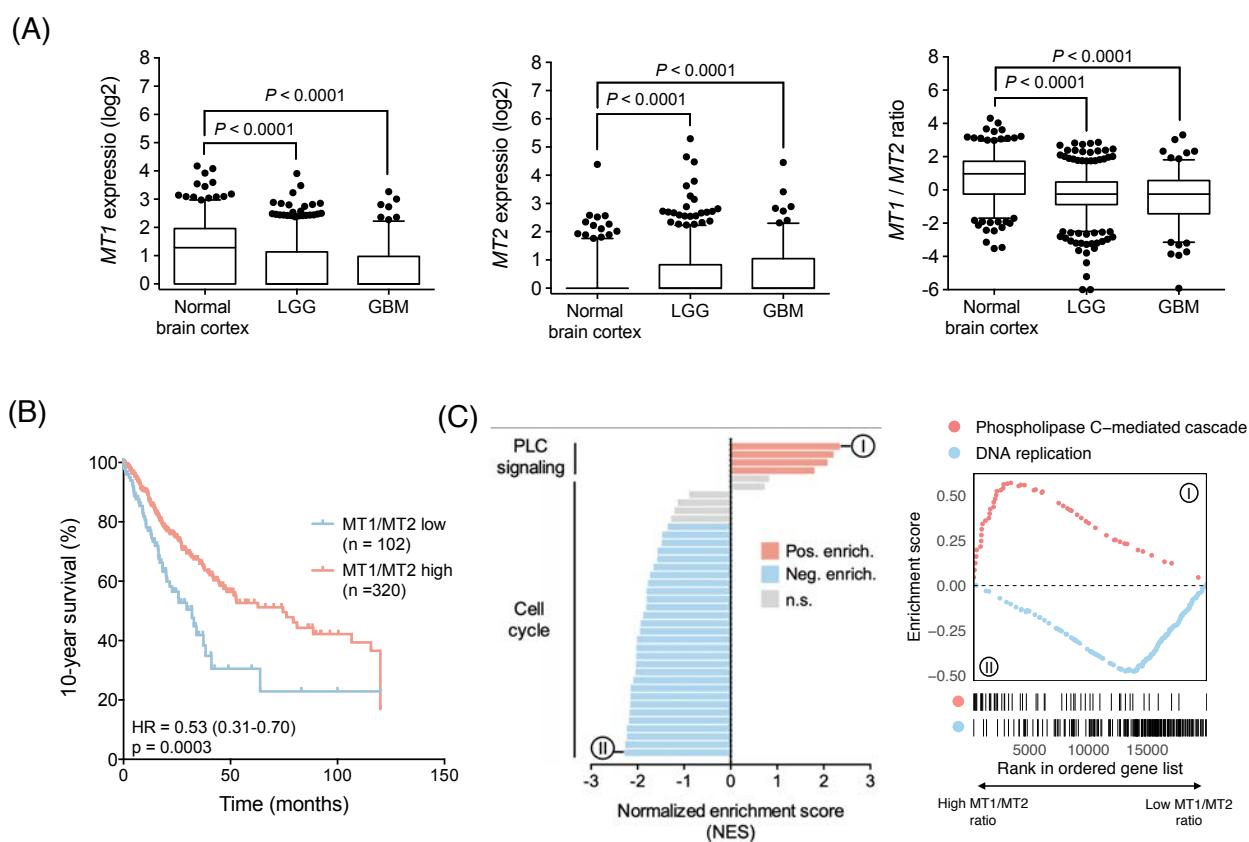 (A)
MT1 expressio (log2)
8
7
6
5
4
3
2
1
0
P < 0.0001
P < 0.0001
Normal
brain cortex
LGG
GBM
MT2 expressio (log2)
8
7
6
5
4
3
2
1
0
P < 0.0001
P < 0.0001
Normal
brain cortex
LGG
GBM
MT1 / MT2 ratio
8
6
4
2
0
-2
-4
-6
P < 0.0001
P < 0.0001
Normal
brain cortex
LGG
GBM
(B)
10-year survival (%)
100
80
60
40
20
0
MT1/MT2 low
(n = 102)
MT1/MT2 high
(n =320)
HR = 0.53 (0.31-0.70)
p = 0.0003
0
50
100
150
Time (months)
(C)
PLC
signaling
Cell
cycle
I
II
Pos. enrich.
Neg. enrich.
n.s.
-3
-2
-1
0
1
2
3
Normalized enrichment score
(NES)
Phospholipase C−mediated cascade
DNA replication
Enrichment score
0.50
0.25
0.00
−0.25
−0.50
I
II
5000
10000
15000
Rank in ordered gene list
High MT1/MT2
ratio
Low MT1/MT2
ratio